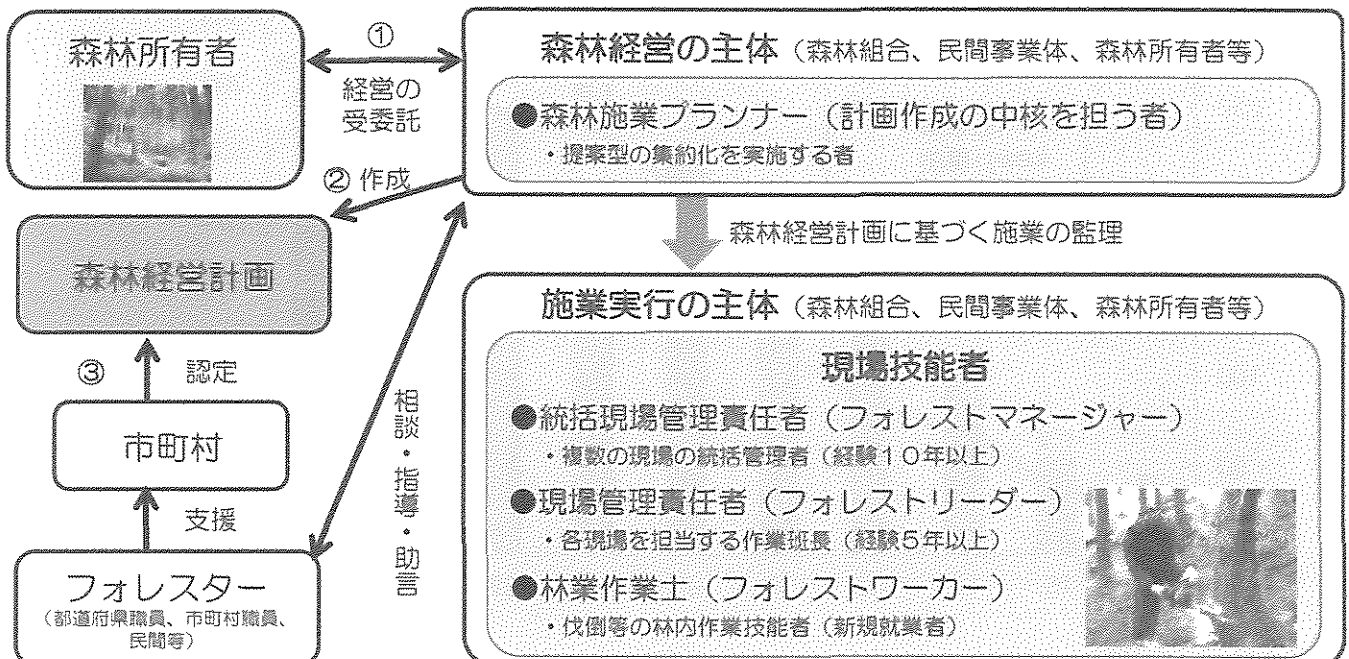 森林所有者
①
経営の
受委託
森林経営の主体(森林組合、民間事業体、森林所有者等)
●森林施業プランナー(計画作成の中核を担う者)
・提案型の集約化を実施する者
② 作成
森林経営計画に基づく施業の監理
森林経営計画
③ 認定
市町村
支援
フォレスター
(都道府県職員、市町村職員、
民間等)
相談・指導・助言
施業実行の主体(森林組合、民間事業体、森林所有者等)
現場技能者
●統括現場管理責任者(フォレストマネージャー)
・複数の現場の統括管理者(経験10年以上)
●現場管理責任者(フォレストリーダー)
・各現場を担当する作業班長(経験5年以上)
●林業作業士(フォレストワーカー)
・伐倒等の林内作業技能者(新規就業者)